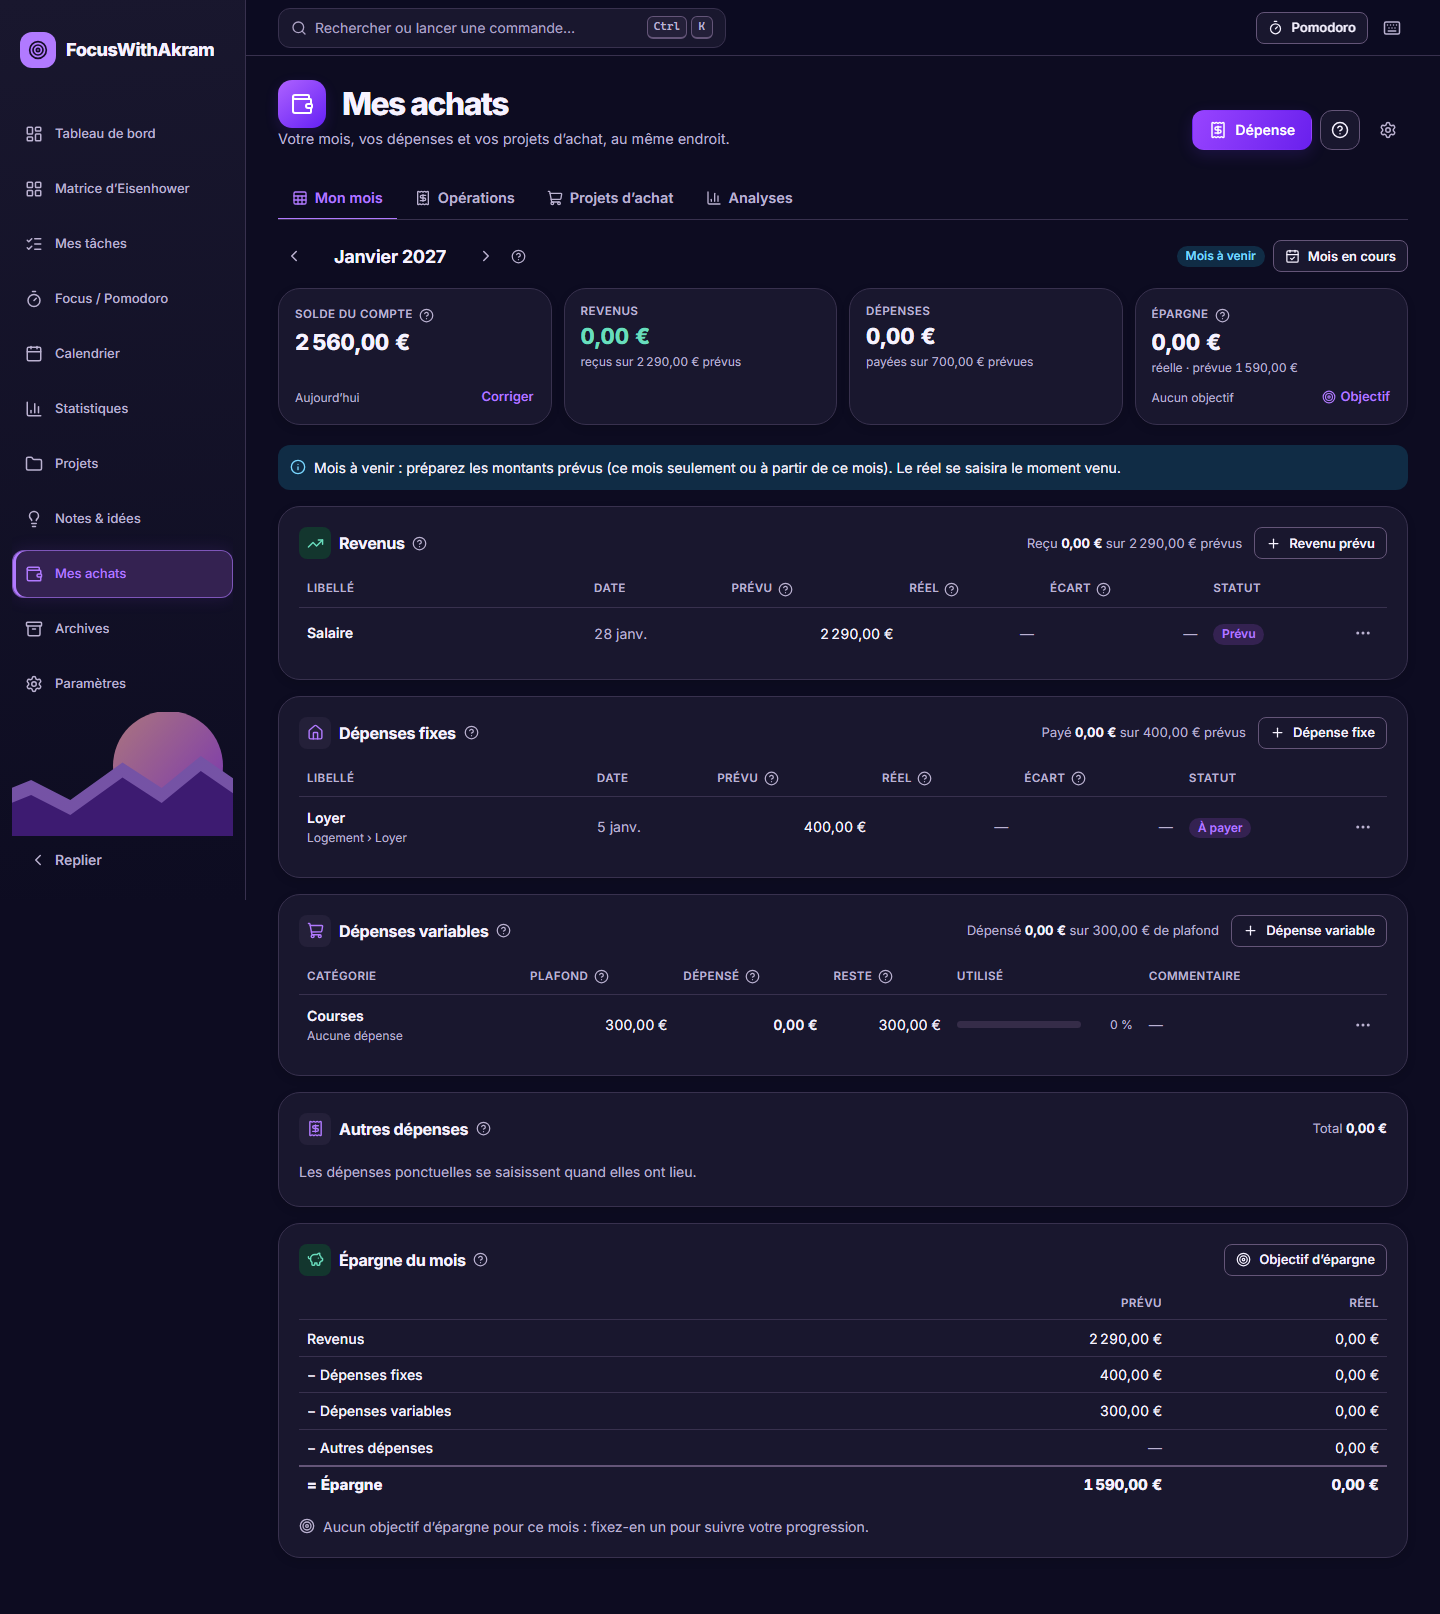 FocusWithAkram
Rechercher ou lancer une commande...
Ctrl K
Pomodoro
Tableau de bord
Matrice d’Eisenhower
Mes tâches
Focus / Pomodoro
Calendrier
Statistiques
Projets
Notes & idées
Mes achats
Archives
Paramètres
Replier
Mes achats
Votre mois, vos dépenses et vos projets d’achat, au même endroit.
Dépense
Mon mois
Opérations
Projets d’achat
Analyses
Janvier 2027
Mois à venir
Mois en cours
SOLDE DU COMPTE
2 560,00 €
Aujourd’hui
Corriger
REVENUS
0,00 €
reçus sur 2 290,00 € prévus
DÉPENSES
0,00 €
payées sur 700,00 € prévues
ÉPARGNE
0,00 €
réelle · prévue 1 590,00 €
Aucun objectif
Objectif
Mois à venir : préparez les montants prévus (ce mois seulement ou à partir de ce mois). Le réel se saisira le moment venu.
Revenus
Reçu 0,00 € sur 2 290,00 € prévus
Revenu prévu
LIBELLÉ DATE PRÉVU RÉEL ÉCART STATUT
Salaire 28 janv. 2 290,00 € — — Prévu
Dépenses fixes
Payé 0,00 € sur 400,00 € prévus
Dépense fixe
LIBELLÉ DATE PRÉVU RÉEL ÉCART STATUT
Loyer 5 janv. 400,00 € — — À payer
Logement › Loyer
Dépenses variables
Dépensé 0,00 € sur 300,00 € de plafond
Dépense variable
CATÉGORIE PLAFOND DÉPENSÉ RESTE UTILISÉ COMMENTAIRE
Courses 300,00 € 0,00 € 300,00 € 0 % —
Aucune dépense
Autres dépenses
Total 0,00 €
Les dépenses ponctuelles se saisissent quand elles ont lieu.
Épargne du mois
Objectif d’épargne
PRÉVU RÉEL
Revenus 2 290,00 € 0,00 €
– Dépenses fixes 400,00 € 0,00 €
– Dépenses variables 300,00 € 0,00 €
– Autres dépenses — 0,00 €
= Épargne 1 590,00 € 0,00 €
Aucun objectif d’épargne pour ce mois : fixez-en un pour suivre votre progression.